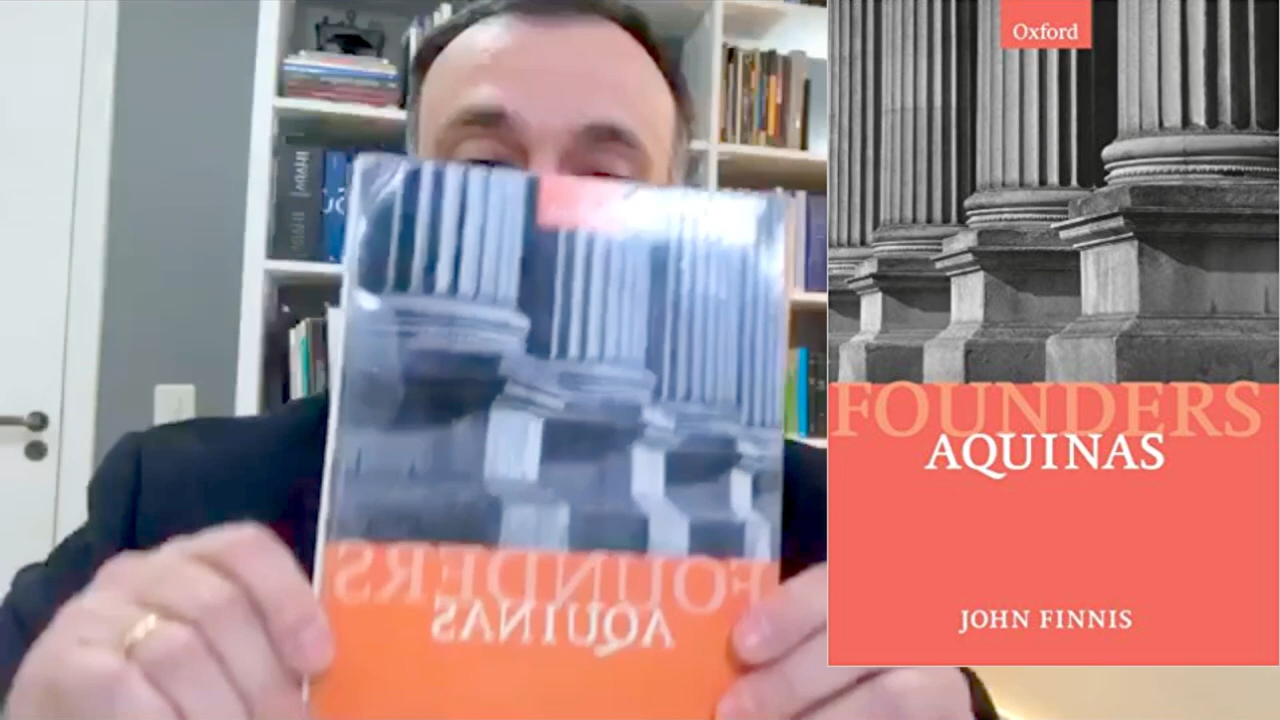 FOUNDERS
AQUINAS
Oxford
FOUNDERS
AQUINAS
JOHN FINNIS